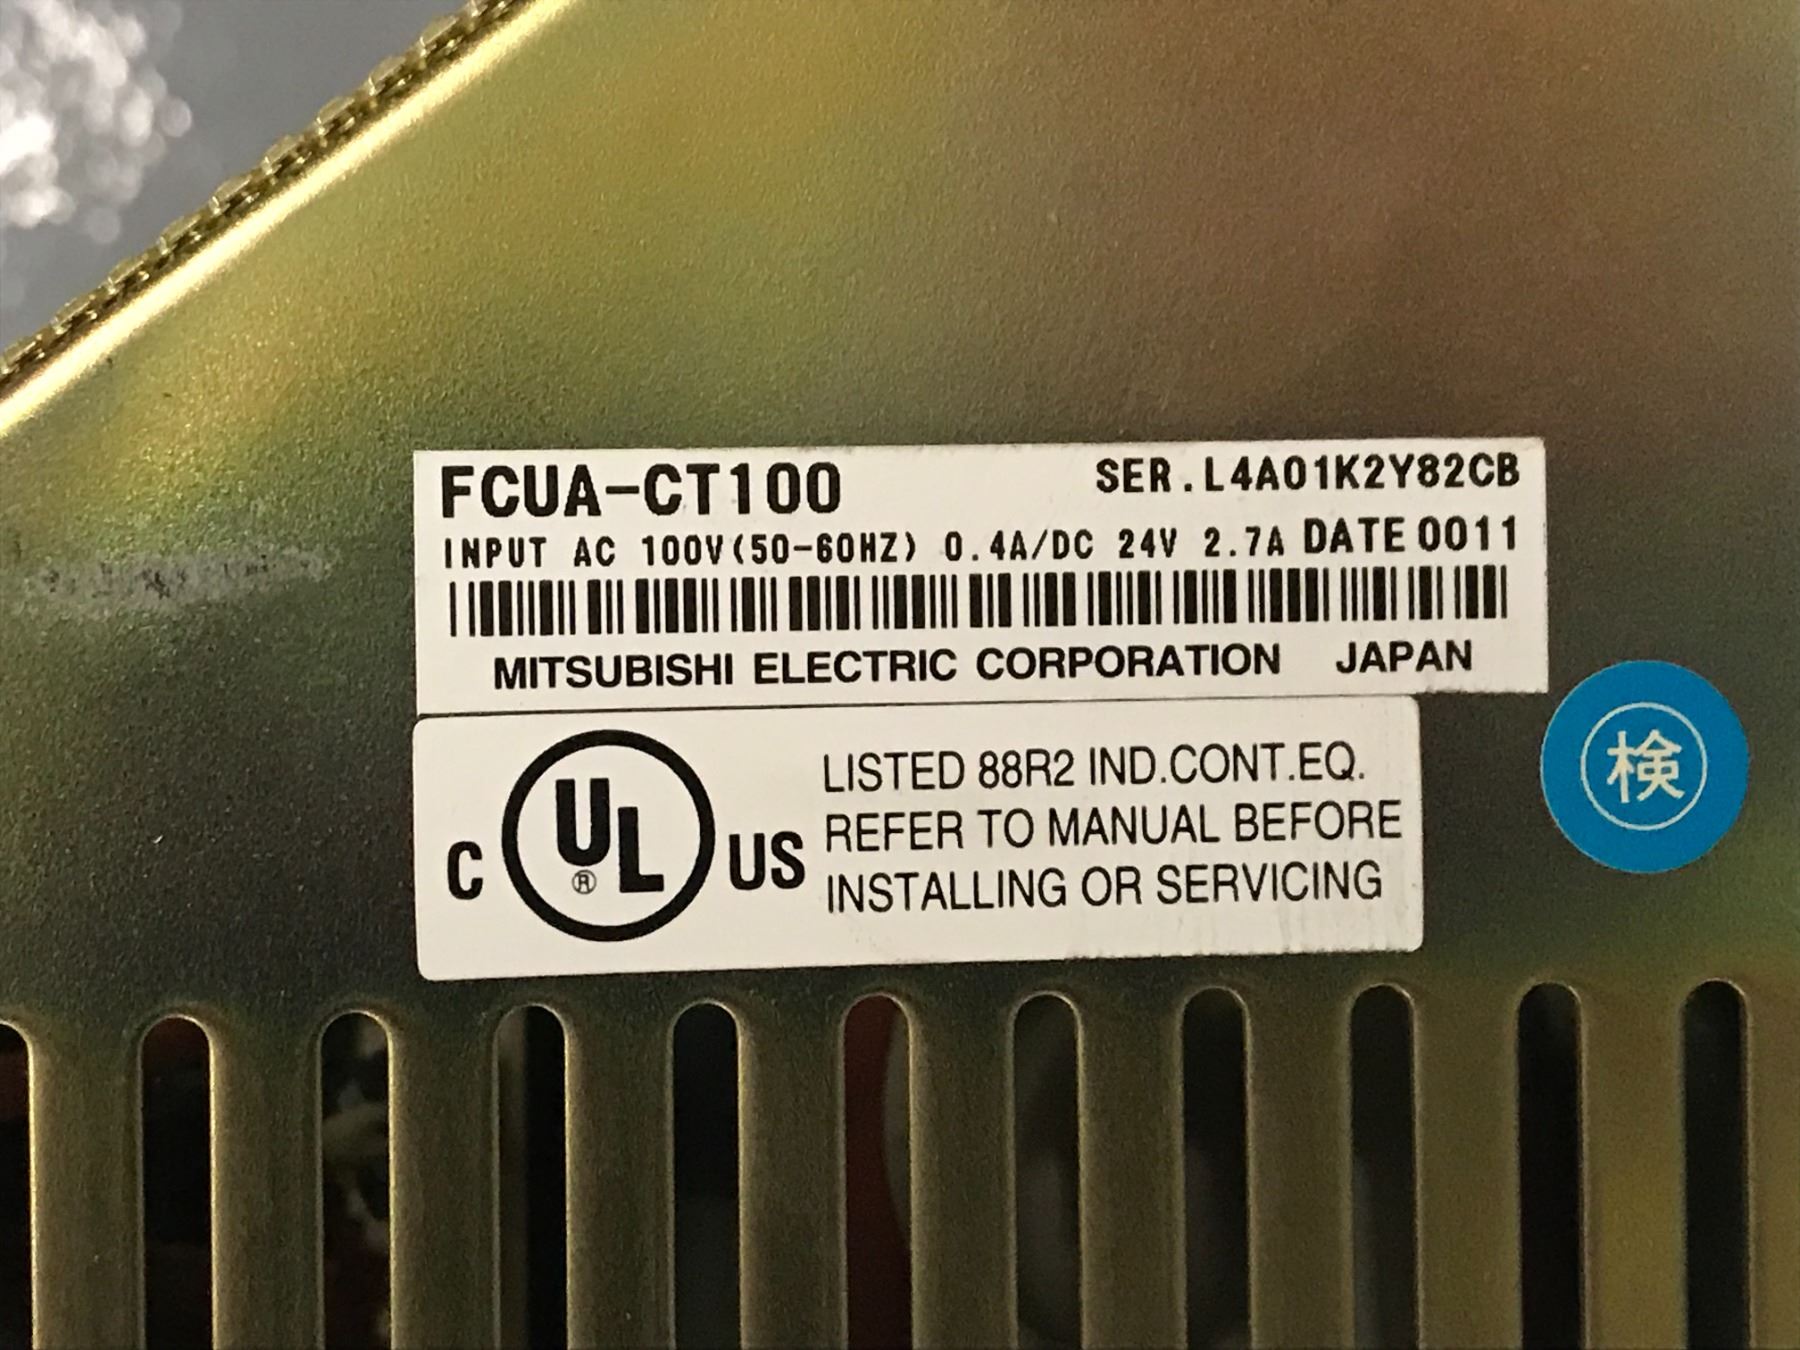 FCUA-CT100 SER.L4A01K2Y82CB
INPUT AC 100V(50-60HZ) 0.4A/DC 24V 2.7A DATE 0011
MITSUBISHI ELECTRIC CORPORATION JAPAN
C UL ® US
LISTED 88R2 IND.CONT.EQ.
REFER TO MANUAL BEFORE
INSTALLING OR SERVICING
検